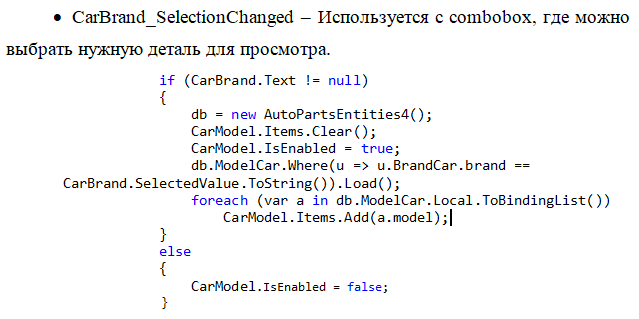 • CarBrand_SelectionChanged – Используется с combobox, где можно
выбрать нужную деталь для просмотра.
if (CarBrand.Text != null)
{
db = new AutoPartsEntities4();
CarModel.Items.Clear();
CarModel.IsEnabled = true;
db.ModelCar.Where(u => u.BrandCar.brand ==
CarBrand.SelectedValue.ToString()).Load();
foreach (var a in db.ModelCar.Local.ToBindingList())
CarModel.Items.Add(a.model);
}
else
{
CarModel.IsEnabled = false;
}